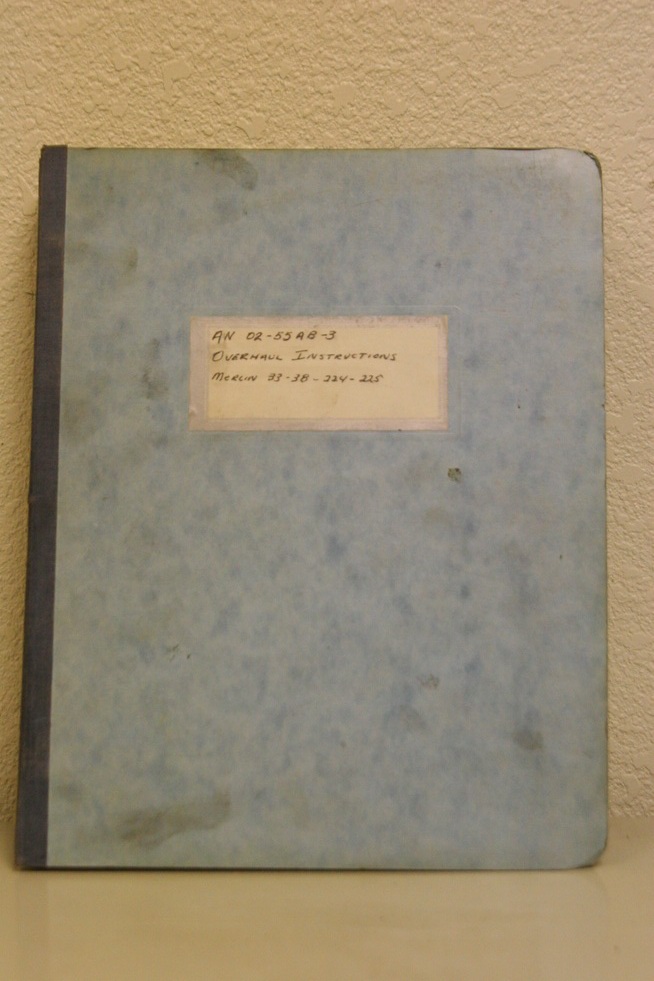 AN 02-55AB-3
OVERHAUL INSTRUCTIONS
MERLIN 33-38-224-225